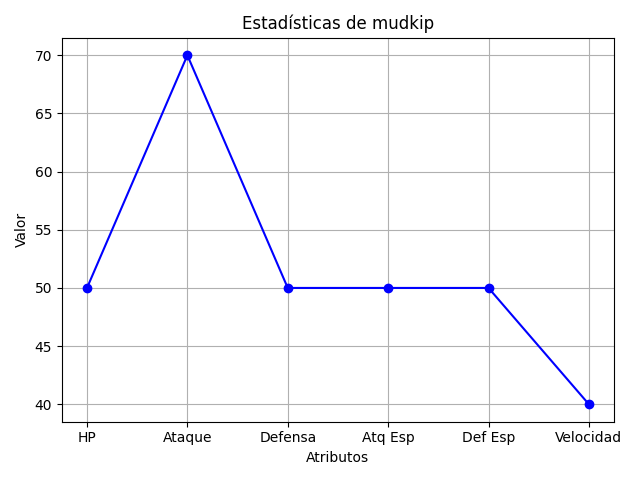 Estadísticas de mudkip
Valor
70
65
60
55
50
45
40
HP Ataque Defensa Atq Esp Def Esp Velocidad
Atributos